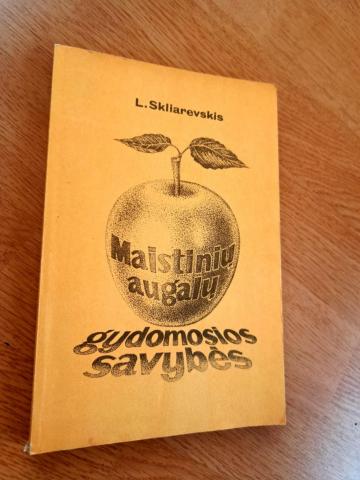 L. Skliarevskis
Maistinių
augalų
gydomosios
savybės